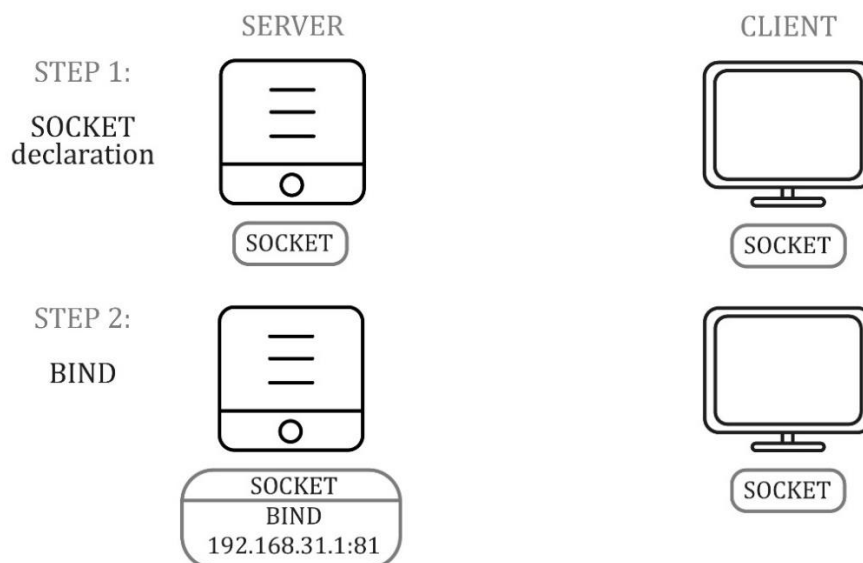 SERVER
CLIENT
STEP 1:
SOCKET
declaration
SOCKET
SOCKET
STEP 2:
BIND
SOCKET
BIND
192.168.31.1:81
SOCKET